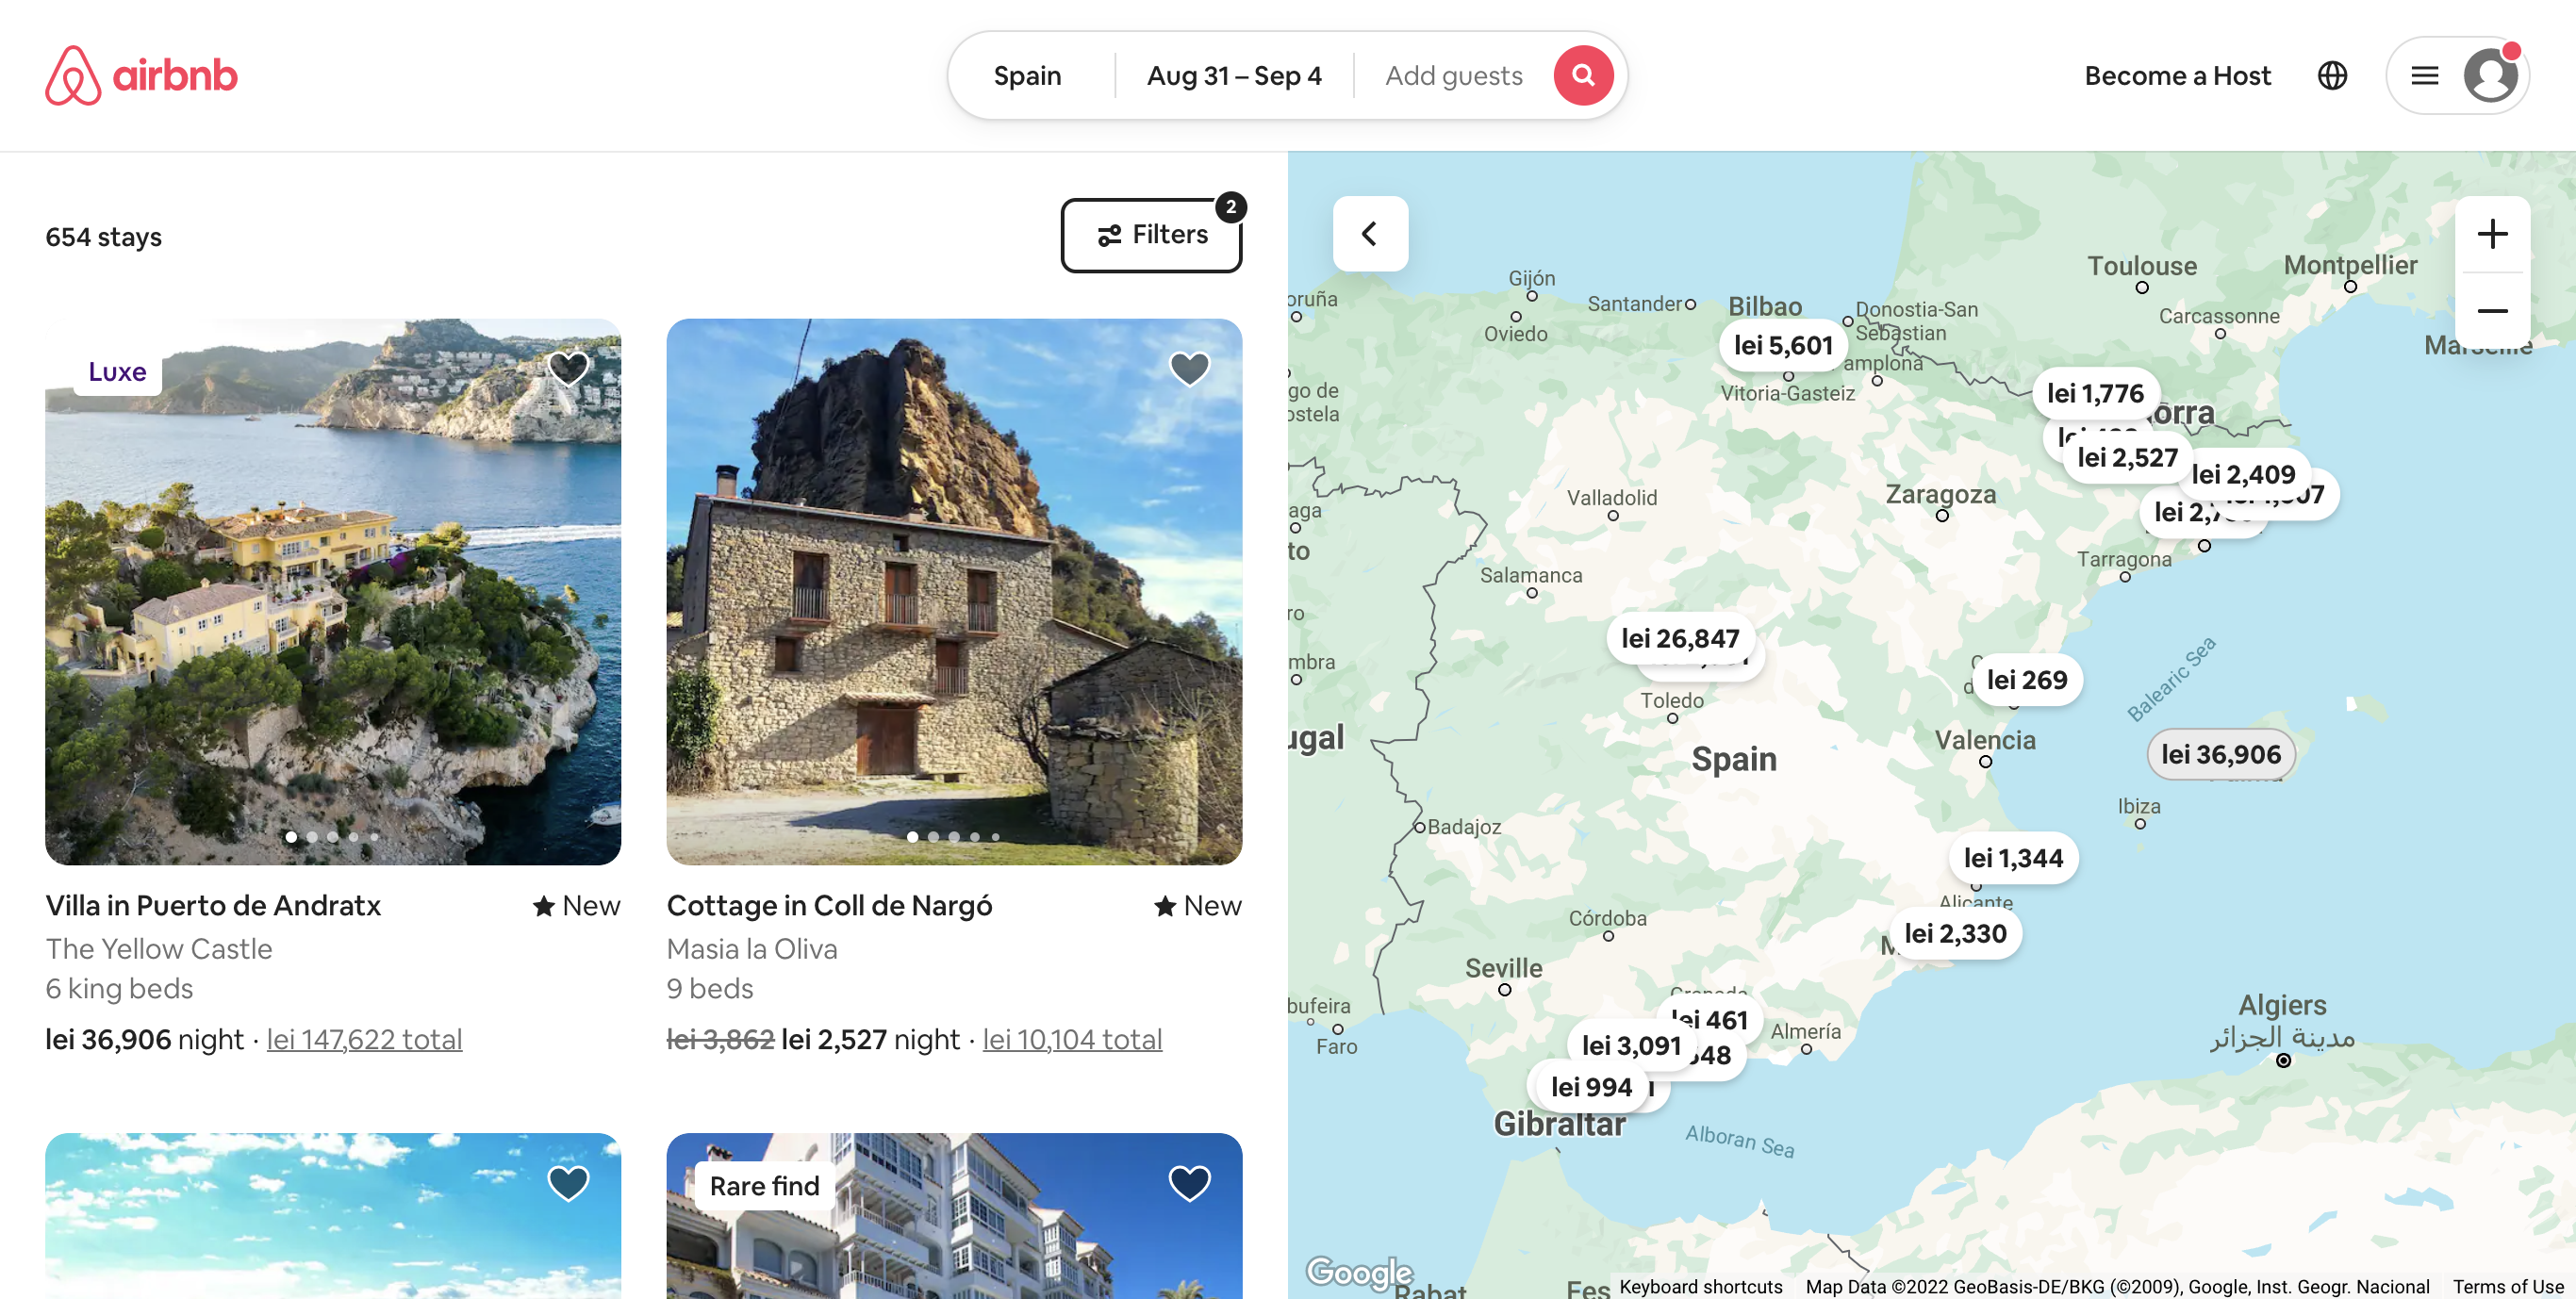 airbnb
Spain
Aug 31 – Sep 4
Add guests
Become a Host
654 stays
Filters
2
Luxe
Villa in Puerto de Andratx
New
The Yellow Castle
6 king beds
lei 36,906 night · lei 147,622 total
Cottage in Coll de Nargó
New
Masia la Oliva
9 beds
lei 3,862 lei 2,527 night · lei 10,104 total
Rare find
Toulouse
Montpellier
Gijón
Santander
Bilbao
Donostia-San
Sebastian
Oviedo
Carcassonne
lei 5,601
Vitoria-Gasteiz
lei 1,776
lei 2,527
lei 2,409
Valladolid
Zaragoza
Tarragona
Salamanca
lei 26,847
Toledo
lei 269
Balearic Sea
Spain
Valencia
lei 36,906
Ibiza
Badajoz
lei 1,344
Alicante
Córdoba
lei 2,330
Seville
Algiers
مدينة الجزائر
lei 461
Almería
lei 3,091
Faro
lei 994
Gibraltar
Alboran Sea
Google
Rabat
Fes
Keyboard shortcuts
Map Data ©2022 GeoBasis-DE/BKG (©2009), Google, Inst. Geogr. Nacional
Terms of Use